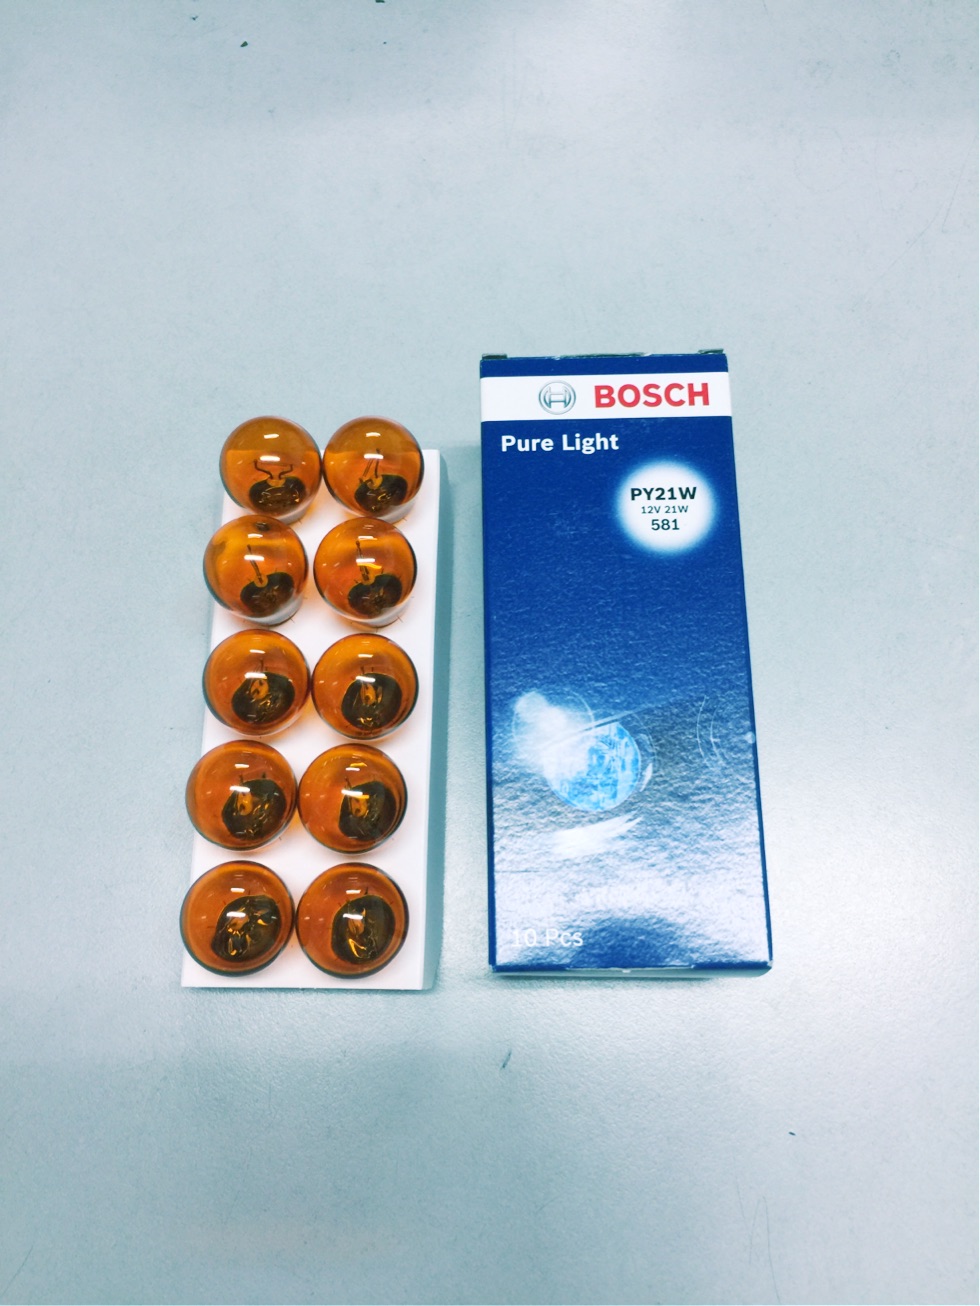 BOSCH
Pure Light
PY21W
12V 21W
581
10 Pcs